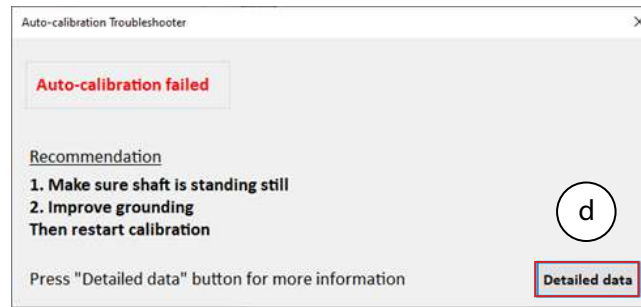 Auto-calibration Troubleshooter
Auto-calibration failed
Recommendation
1. Make sure shaft is standing still
2. Improve grounding
Then restart calibration
d
Press "Detailed data" button for more information
Detailed data